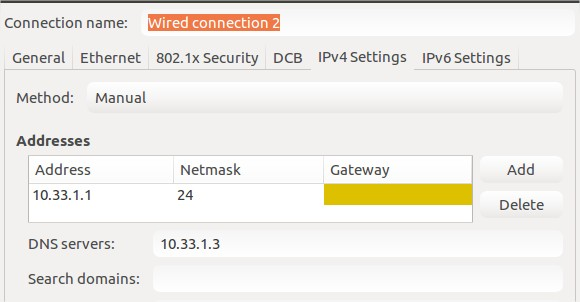 Connection name: Wired connection 2
General Ethernet 802.1x Security DCB IPv4 Settings IPv6 Settings
Method: Manual
Addresses
Address Netmask Gateway
10.33.1.1 24
Add
Delete
DNS servers: 10.33.1.3
Search domains: